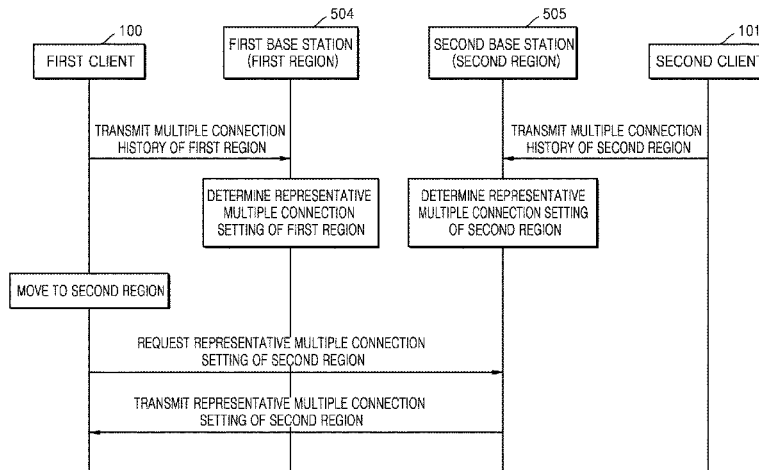 100
504
505
101
FIRST CLIENT
FIRST BASE STATION
(FIRST REGION)
SECOND BASE STATION
(SECOND REGION)
SECOND CLIENT
TRANSMIT MULTIPLE CONNECTION
HISTORY OF FIRST REGION
TRANSMIT MULTIPLE CONNECTION
HISTORY OF SECOND REGION
DETERMINE REPRESENTATIVE
MULTIPLE CONNECTION
SETTING OF FIRST REGION
DETERMINE REPRESENTATIVE
MULTIPLE CONNECTION SETTING
OF SECOND REGION
MOVE TO SECOND REGION
REQUEST REPRESENTATIVE MULTIPLE CONNECTION
SETTING OF SECOND REGION
TRANSMIT REPRESENTATIVE MULTIPLE CONNECTION
SETTING OF SECOND REGION